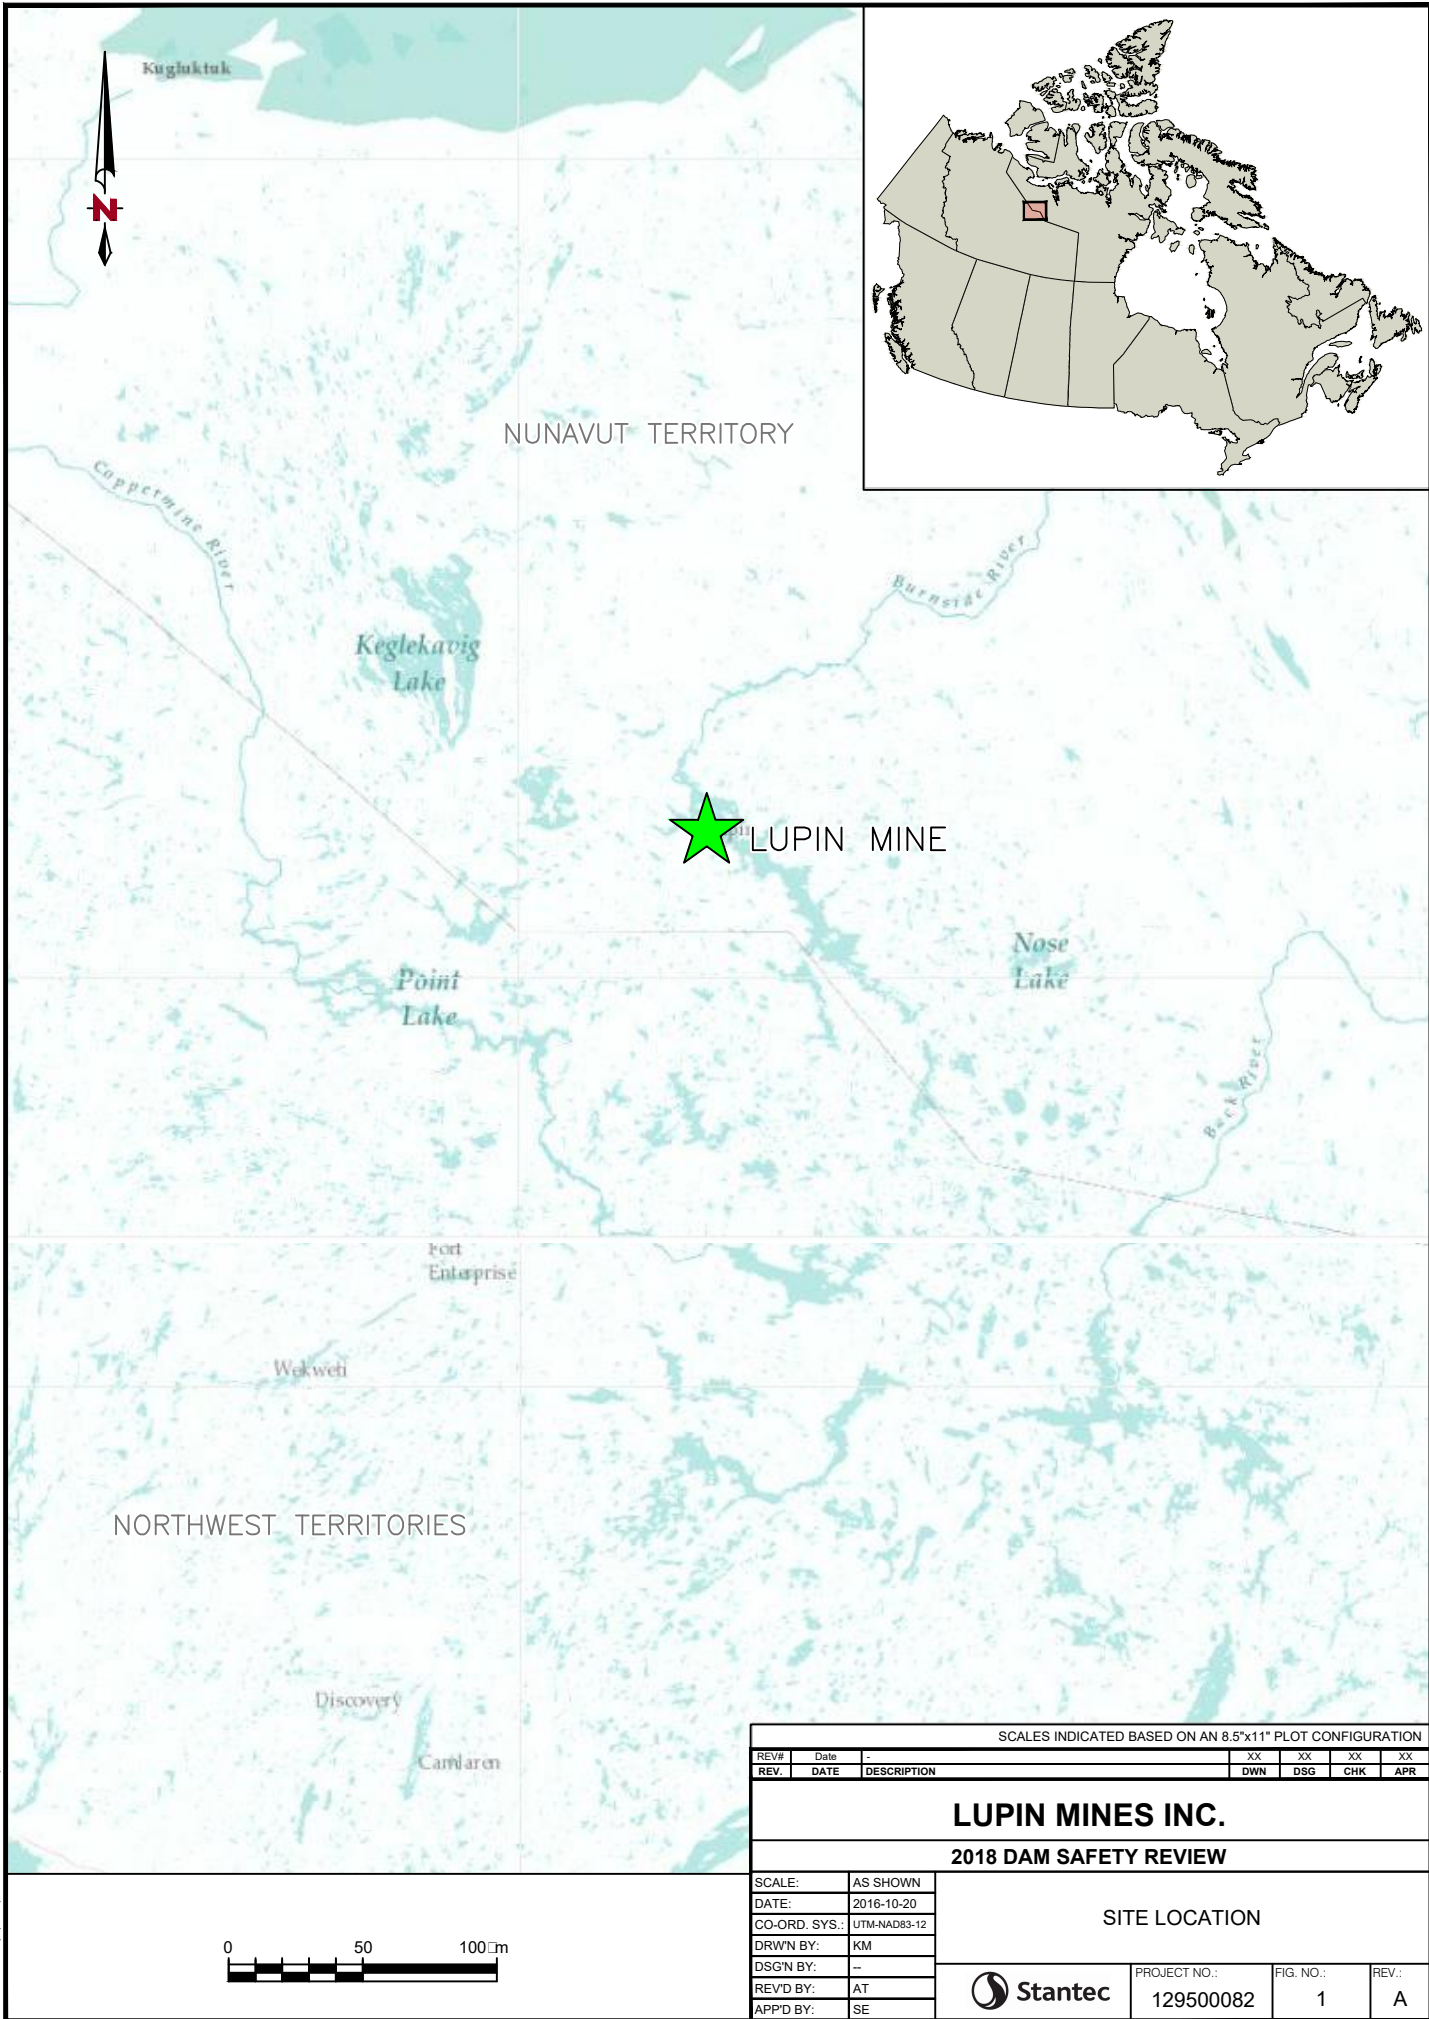 Kugluktuk
N
NUNAVUT TERRITORY
Coppermine River
Burnside River
Keglekavig
Lake
LUPIN MINE
Nose
Lake
Point
Lake
Back River
Fort
Enterprise
Wekweti
NORTHWEST TERRITORIES
Discovery
Camlaren
SCALES INDICATED BASED ON AN 8.5"x11" PLOT CONFIGURATION
REV# Date - XX XX XX XX
REV. DATE DESCRIPTION DWN DSG CHK APR
LUPIN MINES INC.
2018 DAM SAFETY REVIEW
SCALE: AS SHOWN
DATE: 2016-10-20
CO-ORD. SYS.: UTM-NAD83-12
DRW'N BY: KM
DSG'N BY: --
REV'D BY: AT
APP'D BY: SE
SITE LOCATION
Stantec
PROJECT NO.: 129500082
FIG. NO.: 1
REV.: A
0 50 100□m